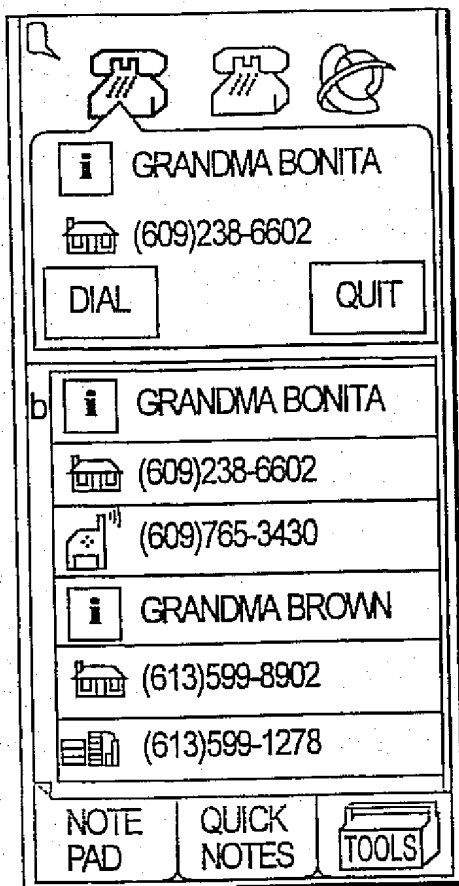 i GRANDMA BONITA
(609)238-6602
DIAL QUIT
b i GRANDMA BONITA
(609)238-6602
(609)765-3430
i GRANDMA BROWN
(613)599-8902
(613)599-1278
NOTE PAD
QUICK NOTES
TOOLS